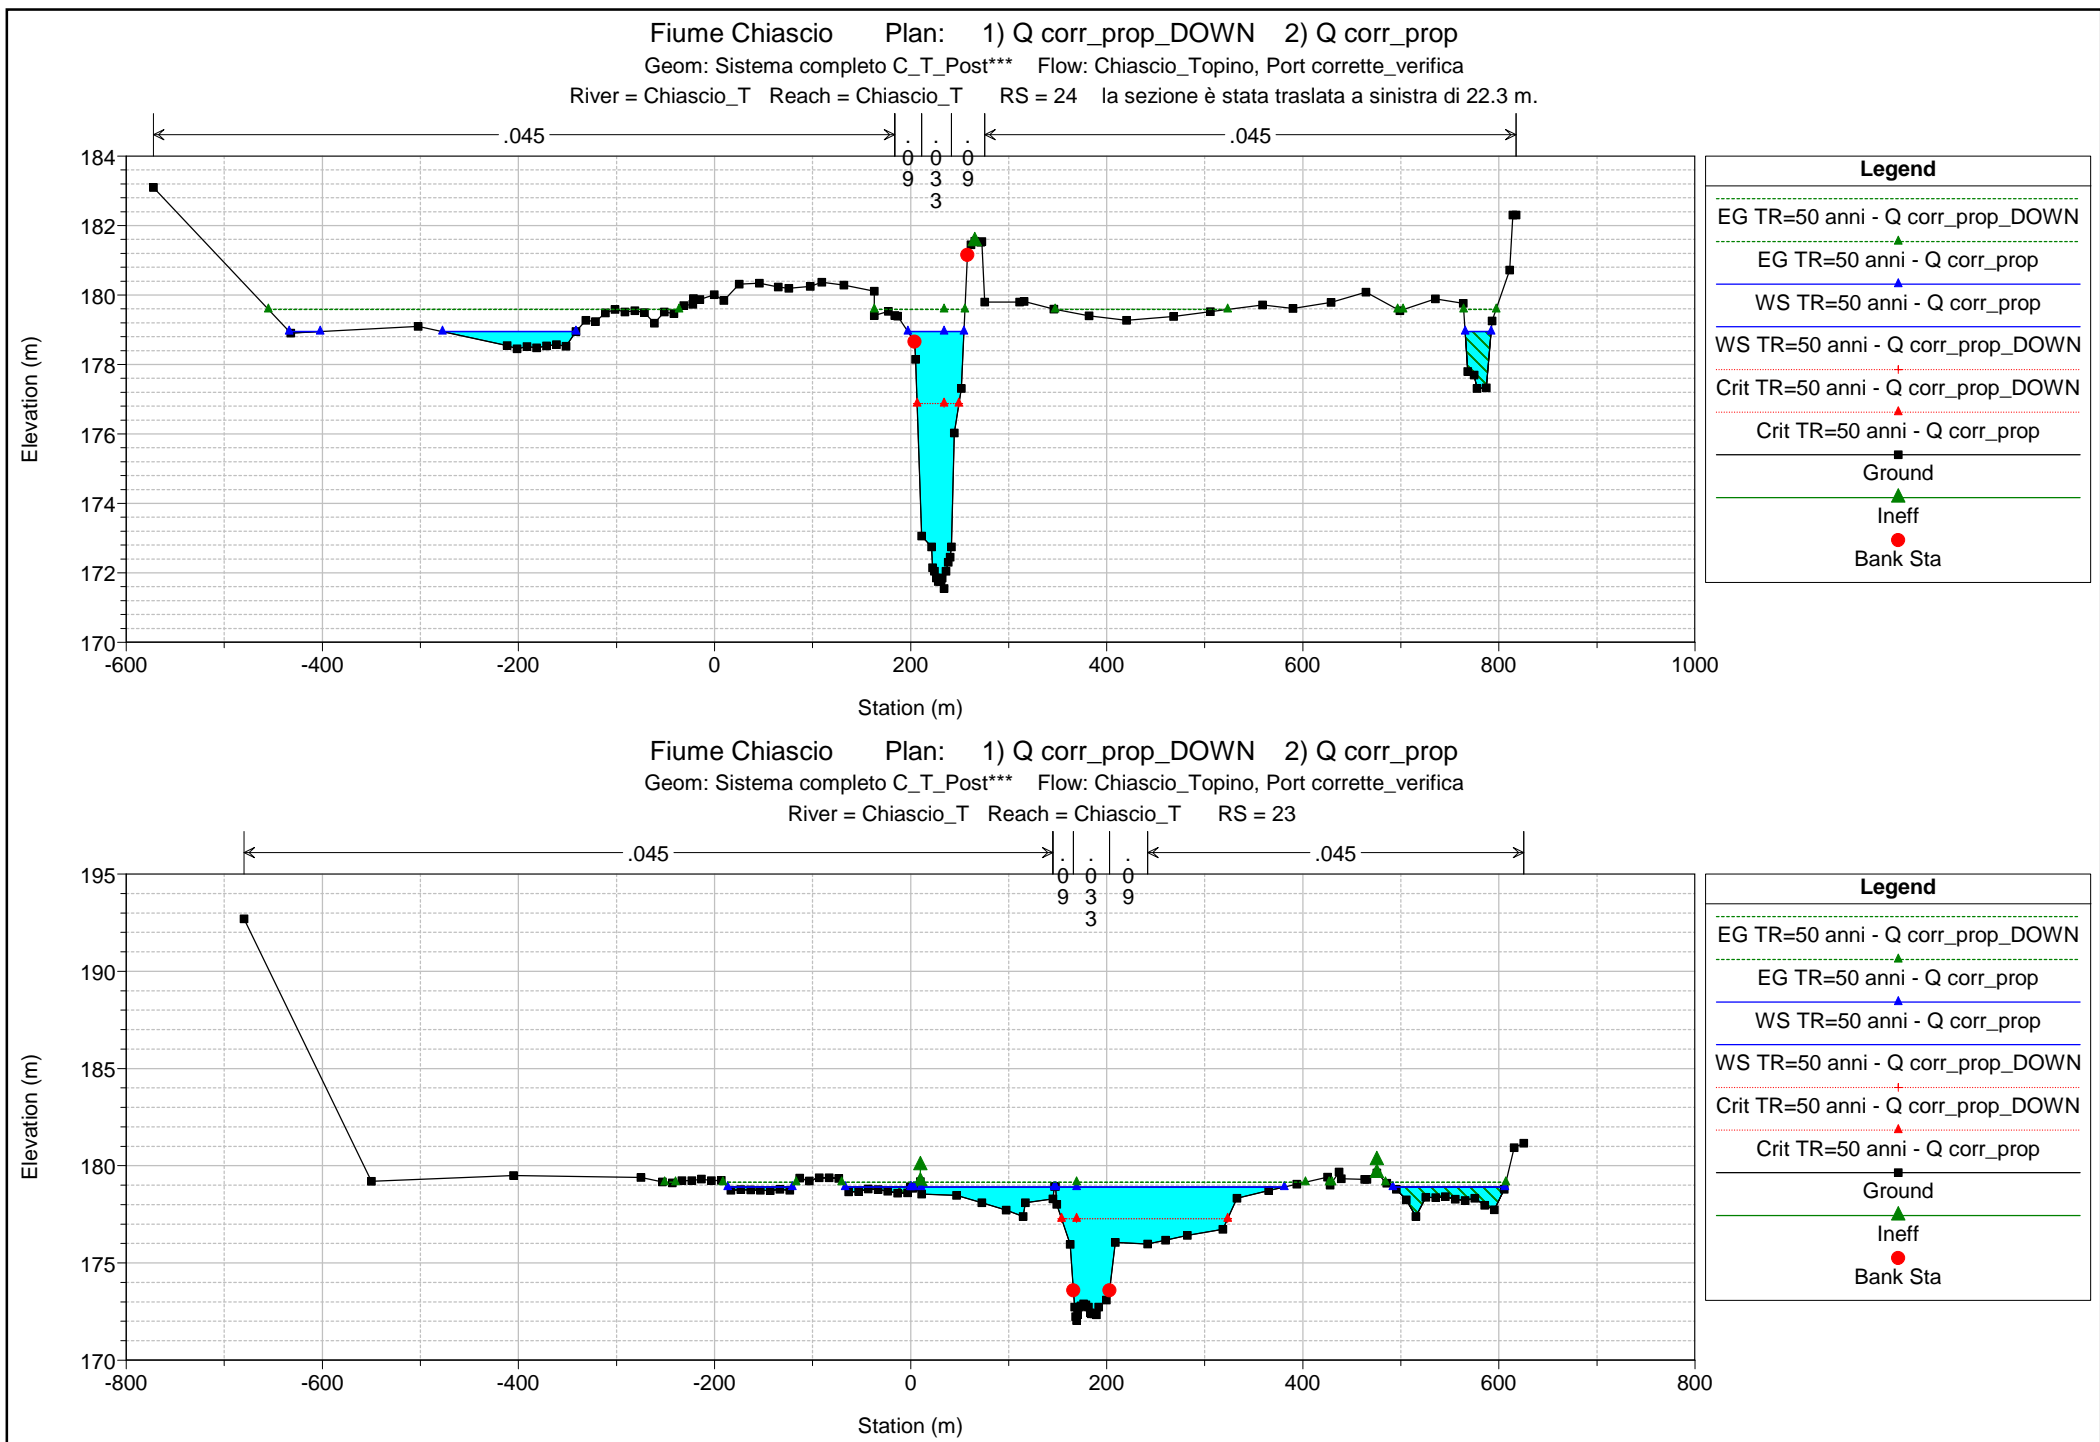 Fiume Chiascio Plan: 1) Q corr_prop_DOWN 2) Q corr_prop
Geom: Sistema completo C_T_Post*** Flow: Chiascio_Topino, Port corrette_verifica
River = Chiascio_T Reach = Chiascio_T RS = 24 la sezione è stata traslata a sinistra di 22.3 m.
.045 .09 .033 .09 .045
184
182
180
178
176
174
172
170
-600 -400 -200 0 200 400 600 800 1000
Elevation (m)
Station (m)
Legend
EG TR=50 anni - Q corr_prop_DOWN
EG TR=50 anni - Q corr_prop
WS TR=50 anni - Q corr_prop
WS TR=50 anni - Q corr_prop_DOWN
Crit TR=50 anni - Q corr_prop_DOWN
Crit TR=50 anni - Q corr_prop
Ground
Ineff
Bank Sta
Fiume Chiascio Plan: 1) Q corr_prop_DOWN 2) Q corr_prop
Geom: Sistema completo C_T_Post*** Flow: Chiascio_Topino, Port corrette_verifica
River = Chiascio_T Reach = Chiascio_T RS = 23
.045 .09 .033 .09 .045
195
190
185
180
175
170
-800 -600 -400 -200 0 200 400 600 800
Elevation (m)
Station (m)
Legend
EG TR=50 anni - Q corr_prop_DOWN
EG TR=50 anni - Q corr_prop
WS TR=50 anni - Q corr_prop
WS TR=50 anni - Q corr_prop_DOWN
Crit TR=50 anni - Q corr_prop_DOWN
Crit TR=50 anni - Q corr_prop
Ground
Ineff
Bank Sta